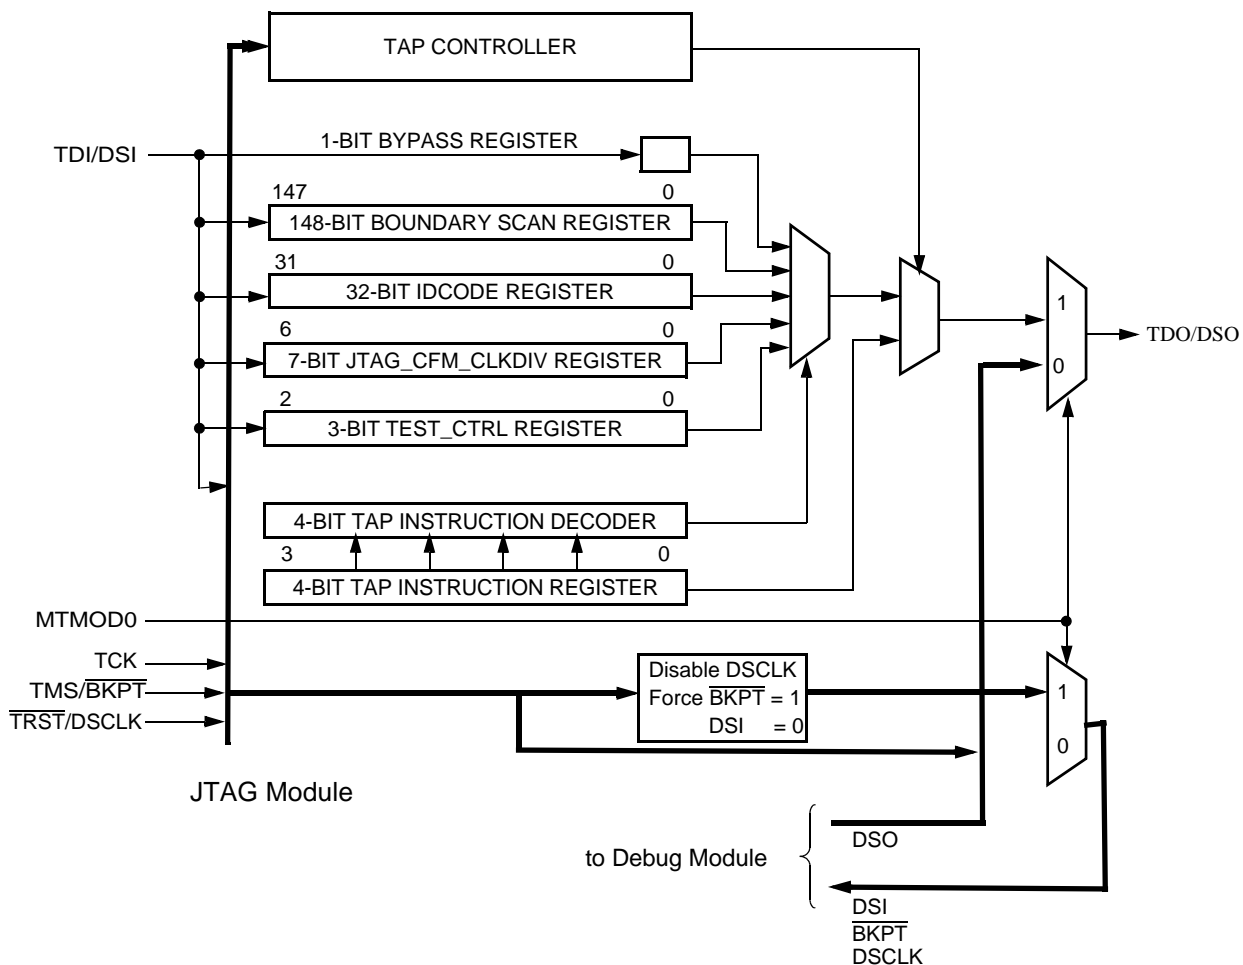 TAP CONTROLLER
1-BIT BYPASS REGISTER
TDI/DSI
147 0
148-BIT BOUNDARY SCAN REGISTER
31 0
32-BIT IDCODE REGISTER
1
6 0
TDO/DSO
7-BIT JTAG_CFM_CLKDIV REGISTER
0
2 0
3-BIT TEST_CTRL REGISTER
4-BIT TAP INSTRUCTION DECODER
3 0
4-BIT TAP INSTRUCTION REGISTER
MTMOD0
TCK
TMS/BKPT
TRST/DSCLK
Disable DSCLK
Force BKPT = 1
DSI = 0
1
0
JTAG Module
to Debug Module
DSO
DSI
BKPT
DSCLK